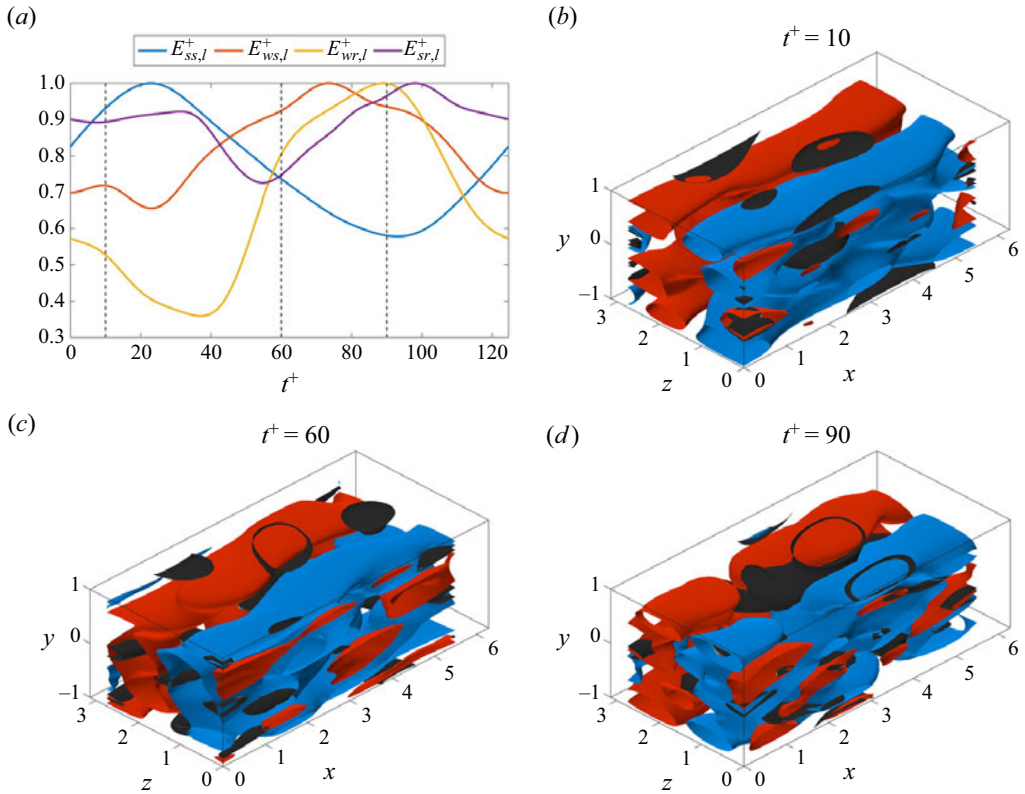 (a)
E⁺ss,l E⁺ws,l E⁺wr,l E⁺sr,l
1.0
0.9
0.8
0.7
0.6
0.5
0.4
0.3
0 20 40 60 80 100 120
t⁺
(b)
t⁺ = 10
1
y 0
–1
3 2 1 0
z
0 1 2 3 4 5 6
x
(c)
t⁺ = 60
1
y 0
–1
3 2 1 0
z
0 1 2 3 4 5 6
x
(d)
t⁺ = 90
1
y 0
–1
3 2 1 0
z
0 1 2 3 4 5 6
x